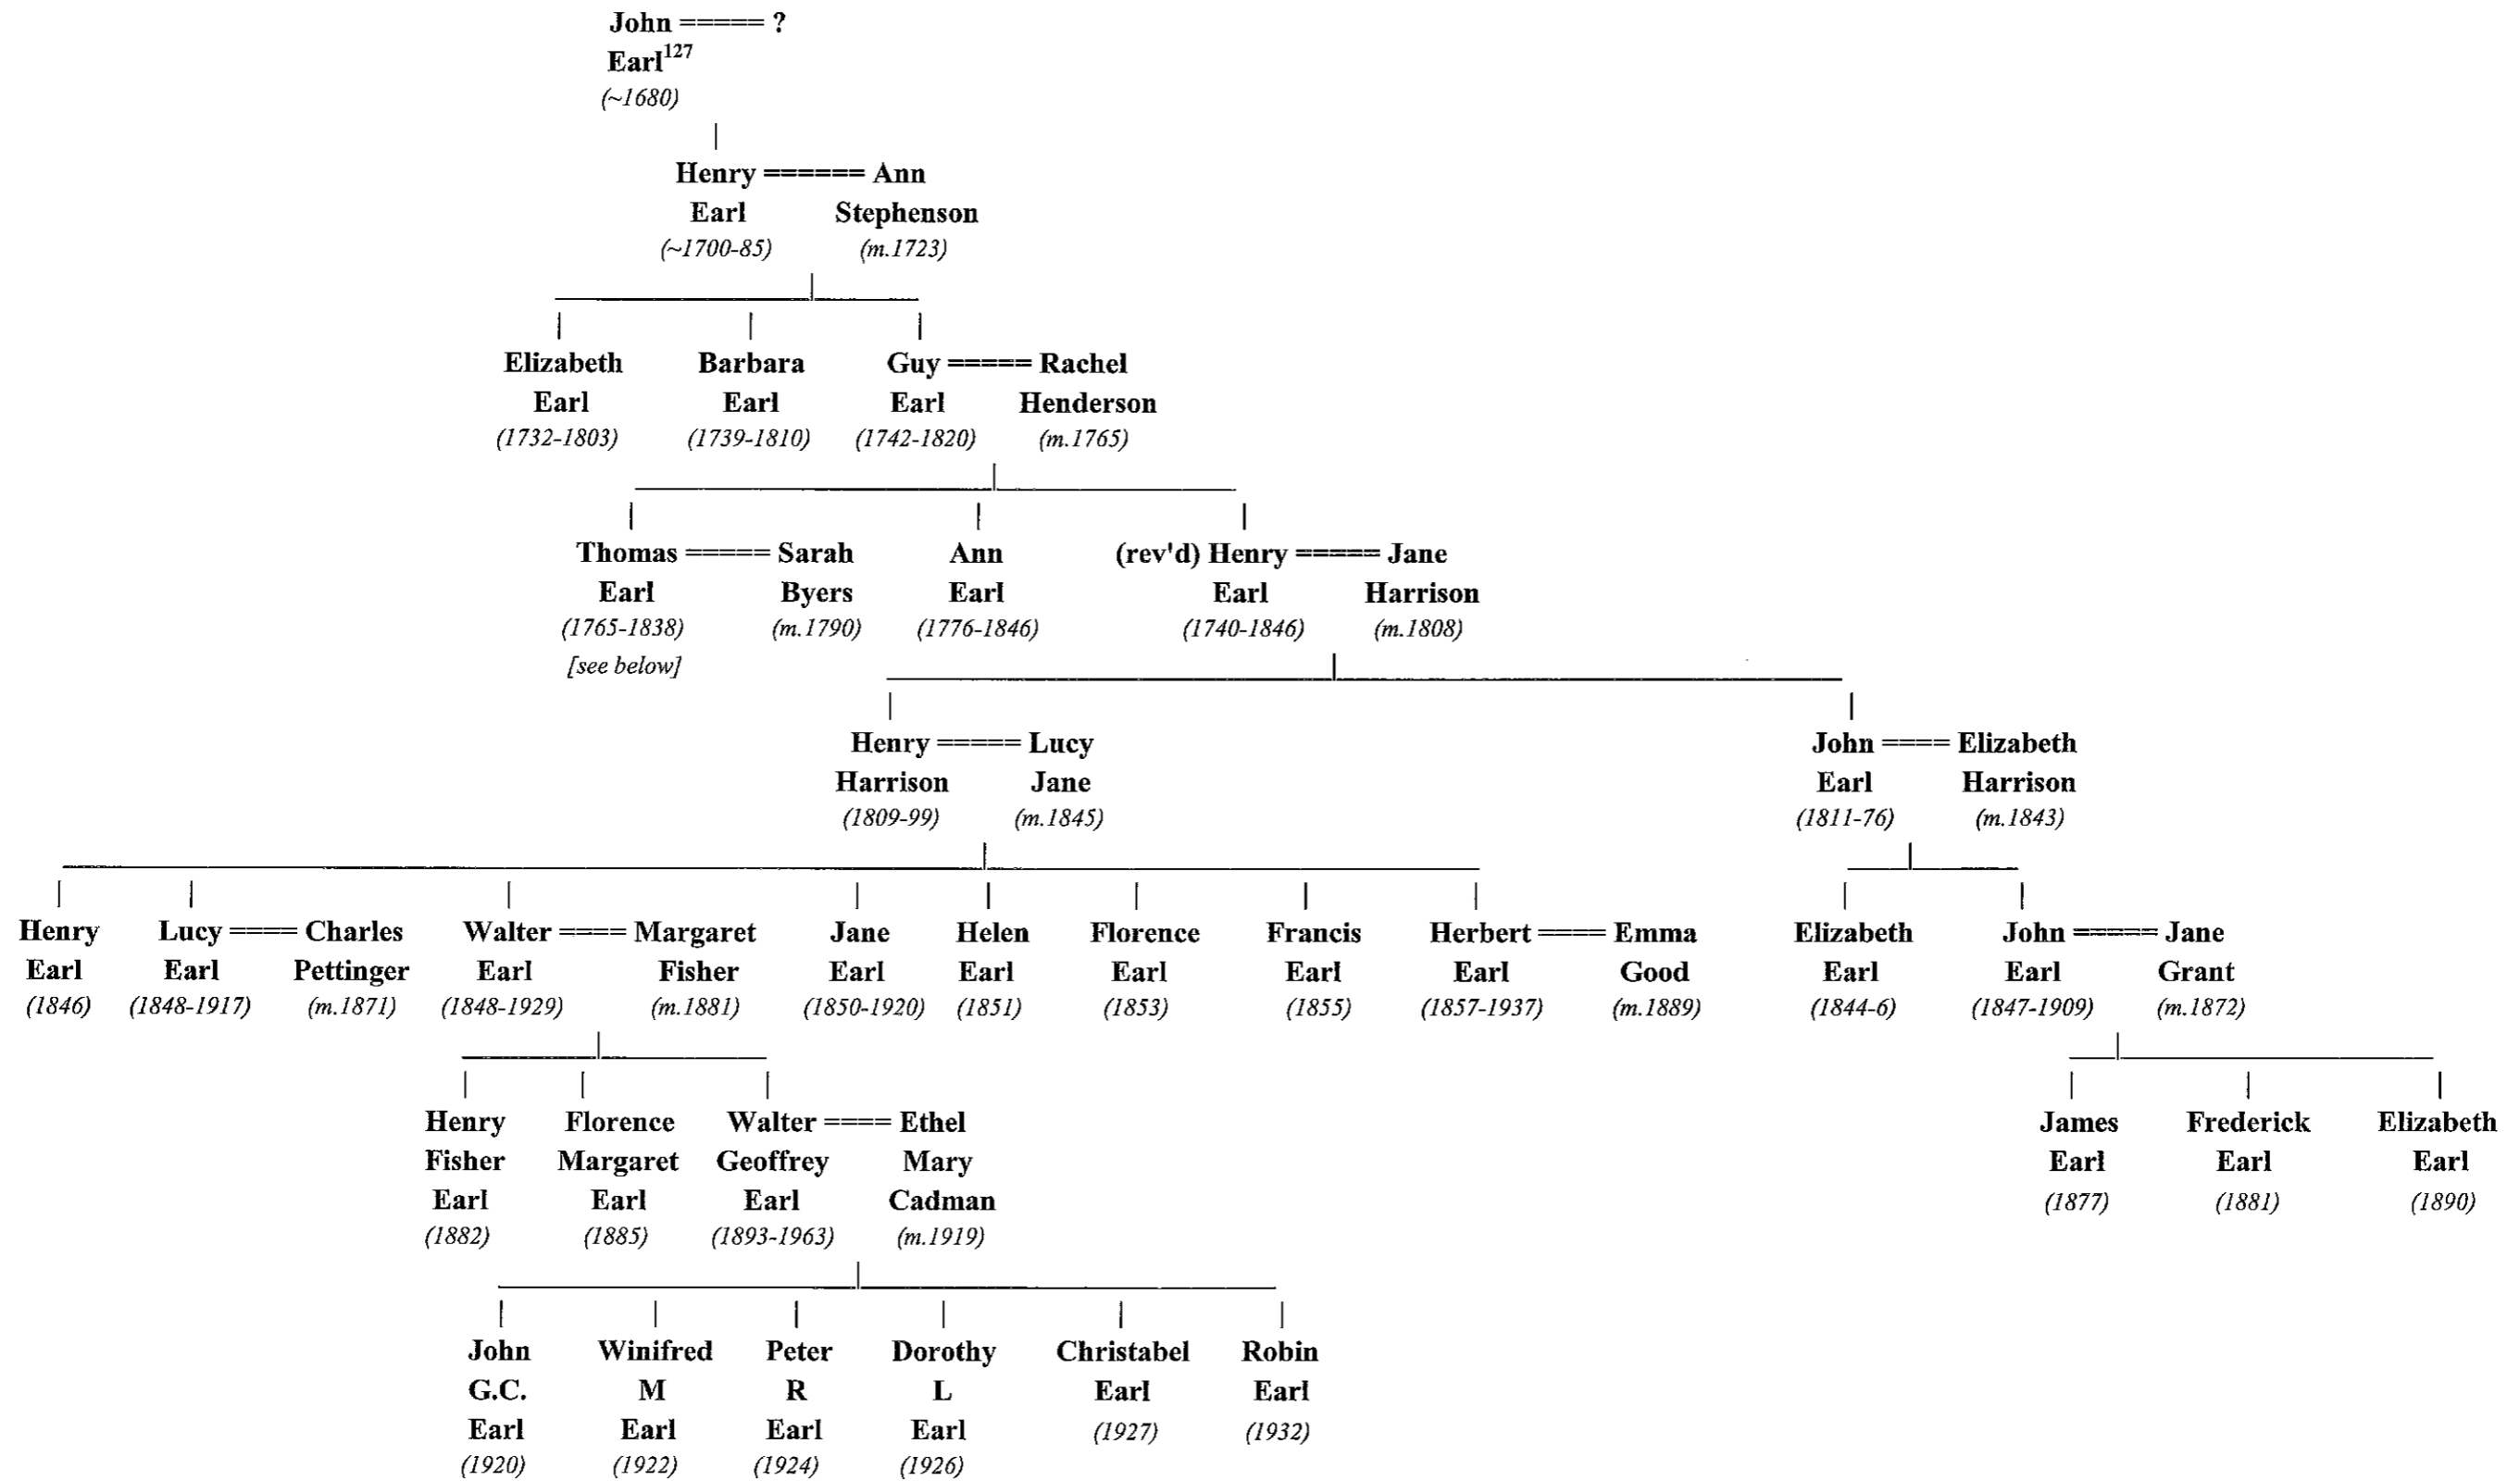 John ===== ?
Earl127
(~1680)
Henry ====== Ann
Earl Stephenson
(~1700-85) (m.1723)
Elizabeth Barbara Guy ===== Rachel
Earl Earl Earl Henderson
(1732-1803) (1739-1810) (1742-1820) (m.1765)
Thomas ===== Sarah Ann (rev'd) Henry ===== Jane
Earl Byers Earl Earl Harrison
(1765-1838) (m.1790) (1776-1846) (1740-1846) (m.1808)
[see below]
Henry ===== Lucy John ==== Elizabeth
Harrison Jane Earl Harrison
(1809-99) (m.1845) (1811-76) (m.1843)
Henry Lucy ==== Charles Walter ==== Margaret Jane Helen Florence Francis Herbert ==== Emma Elizabeth John ===== Jane
Earl Earl Pettinger Earl Fisher Earl Earl Earl Earl Earl Good Earl Earl Grant
(1846) (1848-1917) (m.1871) (1848-1929) (m.1881) (1850-1920) (1851) (1853) (1855) (1857-1937) (m.1889) (1844-6) (1847-1909) (m.1872)
Henry Florence Walter ==== Ethel James Frederick Elizabeth
Fisher Margaret Geoffrey Mary Earl Earl Earl
Earl Earl Earl Cadman (1877) (1881) (1890)
(1882) (1885) (1893-1963) (m.1919)
John Winifred Peter Dorothy Christabel Robin
G.C. M R L Earl Earl
Earl Earl Earl Earl (1927) (1932)
(1920) (1922) (1924) (1926)